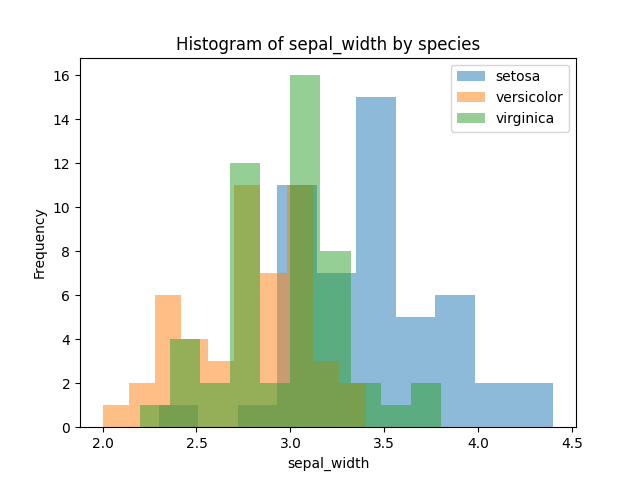 Histogram of sepal_width by species
setosa
versicolor
virginica
Frequency
16
14
12
10
8
6
4
2
0
2.0 2.5 3.0 3.5 4.0 4.5
sepal_width